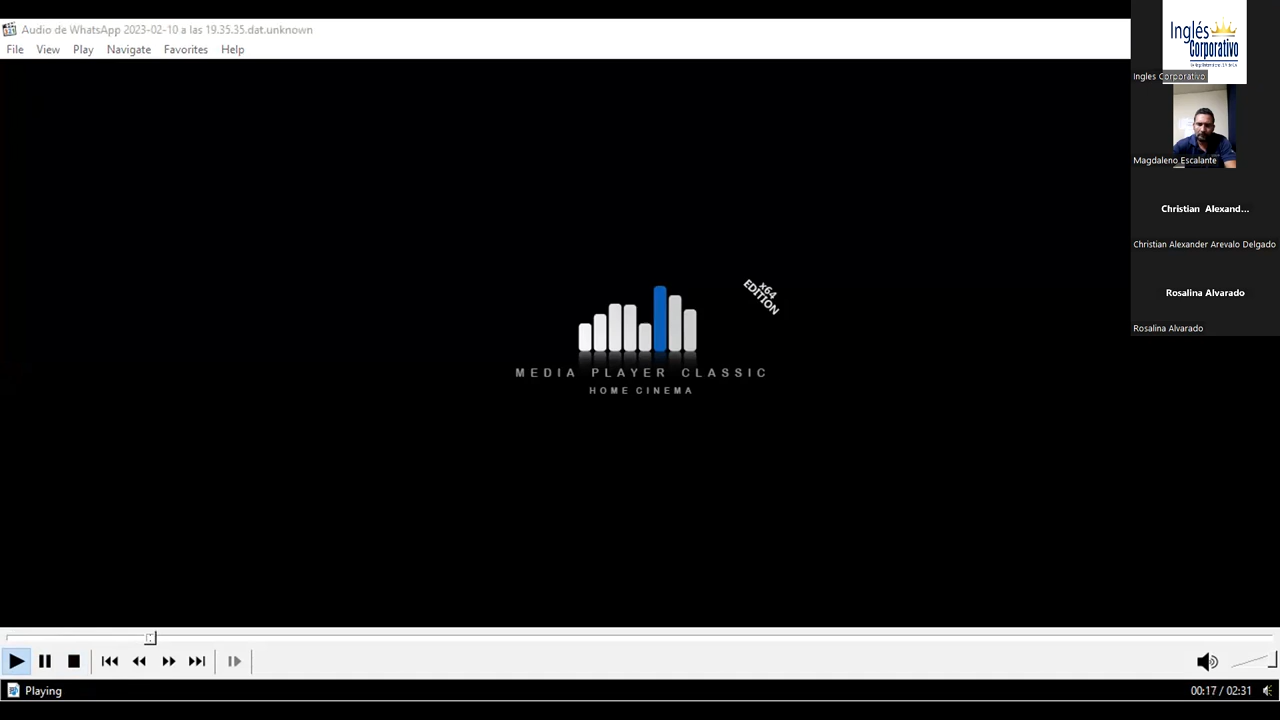 Audio de WhatsApp 2023-02-10 a las 19.35.35.dat.unknown
File View Play Navigate Favorites Help
Inglés
Corporativo
Ingles Corporativo
Magdaleno Escalante
Christian Alexand...
Christian Alexander Arevalo Delgado
Rosalina Alvarado
Rosalina Alvarado
x64
EDITION
MEDIA PLAYER CLASSIC
HOME CINEMA
Playing
00:17 / 02:31